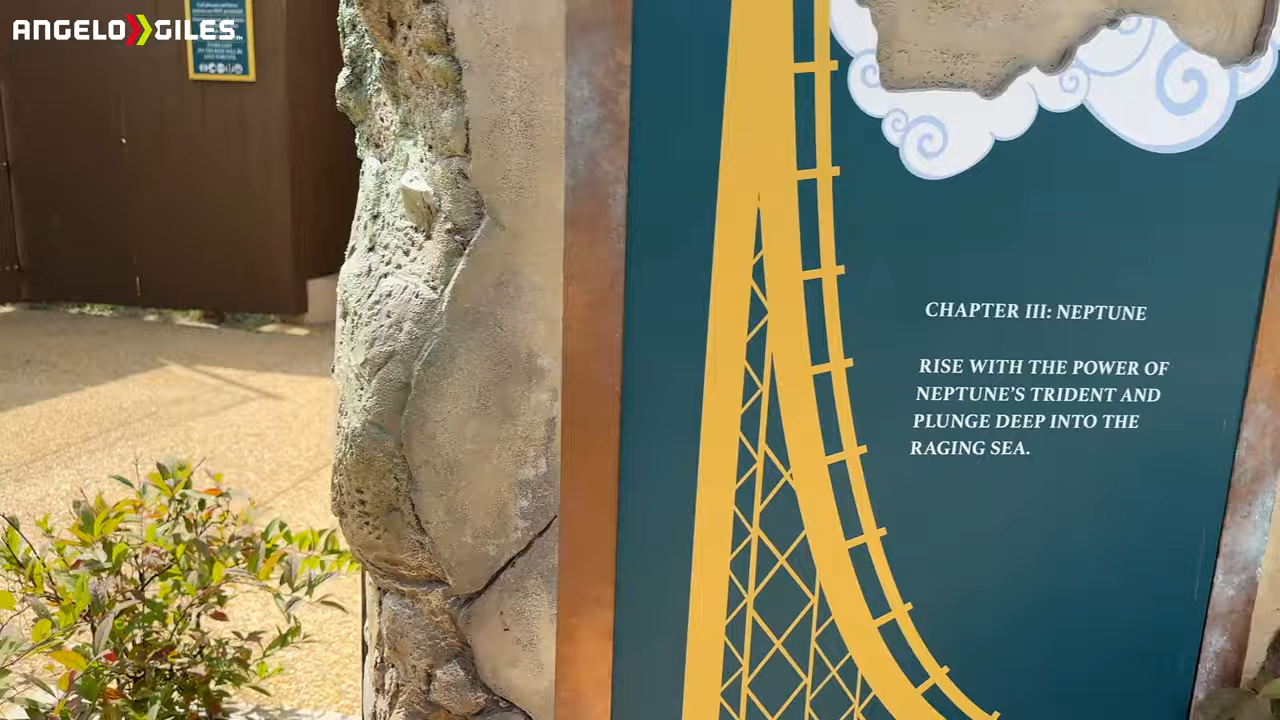 ANGELO GILES
CHAPTER III: NEPTUNE
RISE WITH THE POWER OF
NEPTUNE'S TRIDENT AND
PLUNGE DEEP INTO THE
RAGING SEA.